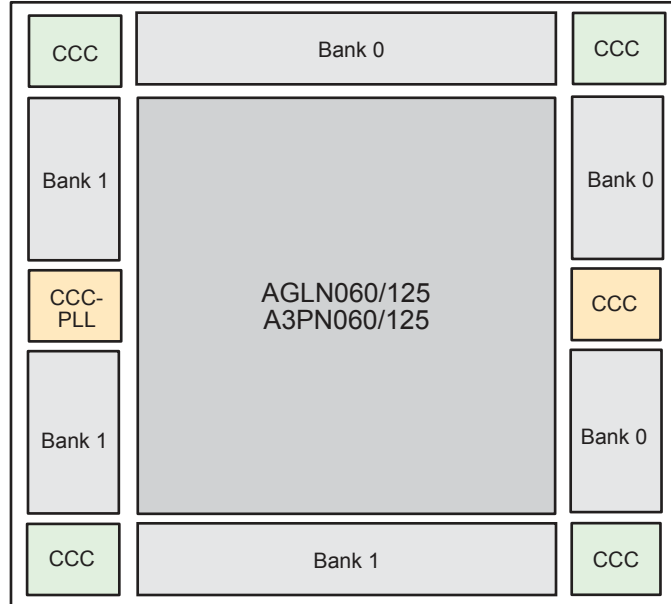 CCC
Bank 0
CCC
Bank 1
Bank 0
CCC-
PLL
AGLN060/125
A3PN060/125
CCC
Bank 1
Bank 0
CCC
Bank 1
CCC